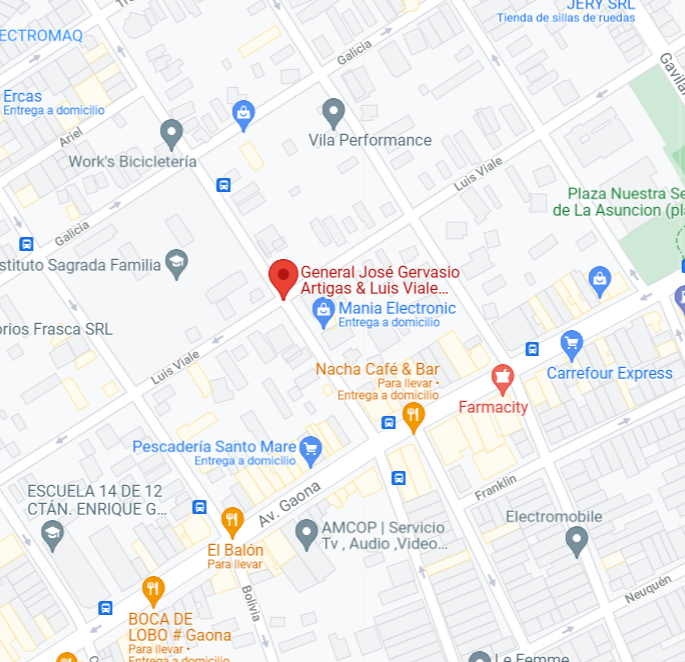 JERY SRL
Tienda de sillas de ruedas
ECTROMAQ
Galicia
Gavilá
Ercas
Entrega a domicilio
Ariel
Vila Performance
Work's Bicicletería
Luis Viale
Plaza Nuestra Se
de La Asuncion (pl
Galicia
stituto Sagrada Familia
General José Gervasio
Artigas & Luis Viale...
Mania Electronic
Entrega a domicilio
orios Frasca SRL
Luis Viale
Nacha Café & Bar
Para llevar •
Entrega a domicilio
Carrefour Express
Farmacity
Pescadería Santo Mare
Entrega a domicilio
ESCUELA 14 DE 12
CTÁN. ENRIQUE G...
Franklin
Av. Gaona
Electromobile
AMCOP | Servicio
Tv , Audio ,Video...
El Balón
Para llevar
Neuquén
Bolivia
BOCA DE
LOBO # Gaona
Para llevar •
Entrega a domicilio
Le Femme